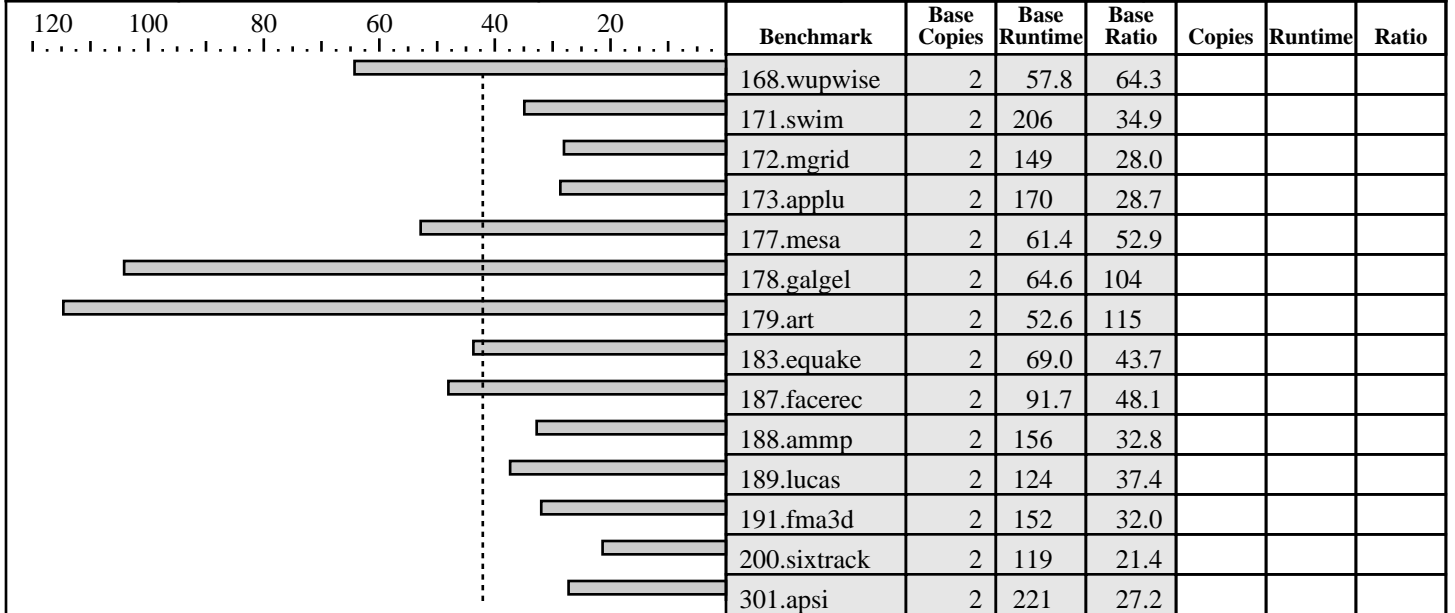 120 100 80 60 40 20
Benchmark Base Copies Base Runtime Base Ratio Copies Runtime Ratio
168.wupwise 2 57.8 64.3
171.swim 2 206 34.9
172.mgrid 2 149 28.0
173.applu 2 170 28.7
177.mesa 2 61.4 52.9
178.galgel 2 64.6 104
179.art 2 52.6 115
183.equake 2 69.0 43.7
187.facerec 2 91.7 48.1
188.ammp 2 156 32.8
189.lucas 2 124 37.4
191.fma3d 2 152 32.0
200.sixtrack 2 119 21.4
301.apsi 2 221 27.2